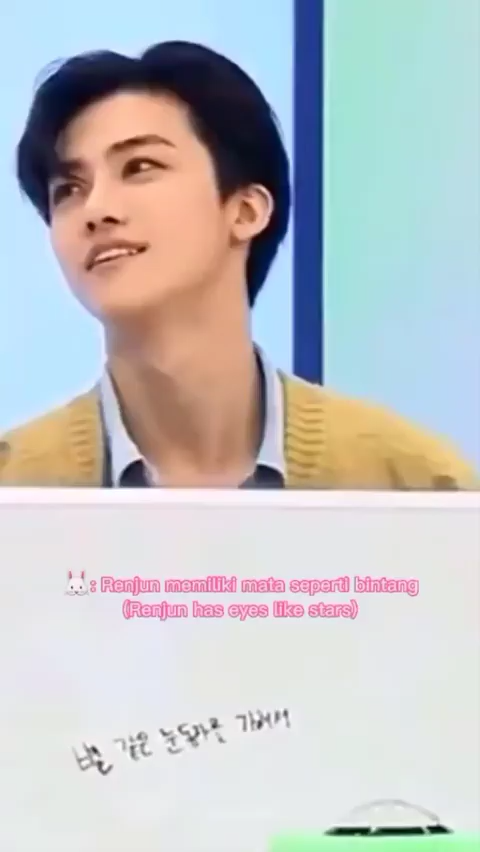 🐰: Renjun memiliki mata seperti bintang
(Renjun has eyes like stars)
별 같은 눈동자를 가져서